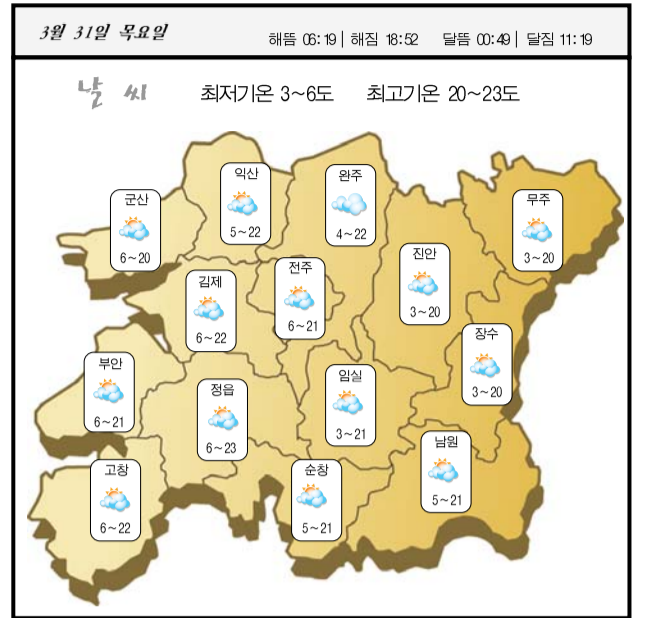 3월 31일 목요일
해뜸 06:19 | 해짐 18:52 달뜸 00:49 | 달짐 11:19
날 씨
최저기온 3~6도 최고기온 20~23도
익산
5~22
완주
4~22
군산
6~20
무주
3~20
진안
3~20
전주
6~21
김제
6~22
장수
3~20
부안
6~21
임실
3~21
정읍
6~23
남원
5~21
고창
6~22
순창
5~21